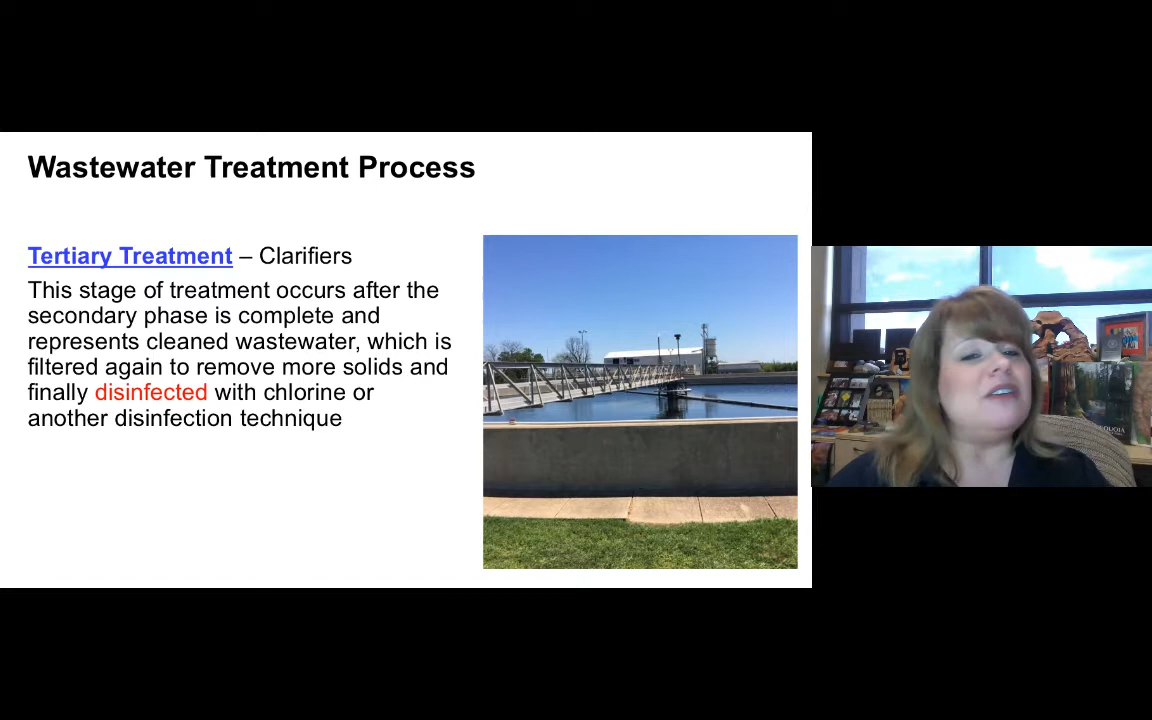 Wastewater Treatment Process
Tertiary Treatment – Clarifiers
This stage of treatment occurs after the
secondary phase is complete and
represents cleaned wastewater, which is
filtered again to remove more solids and
finally disinfected with chlorine or
another disinfection technique
SEQUOIA